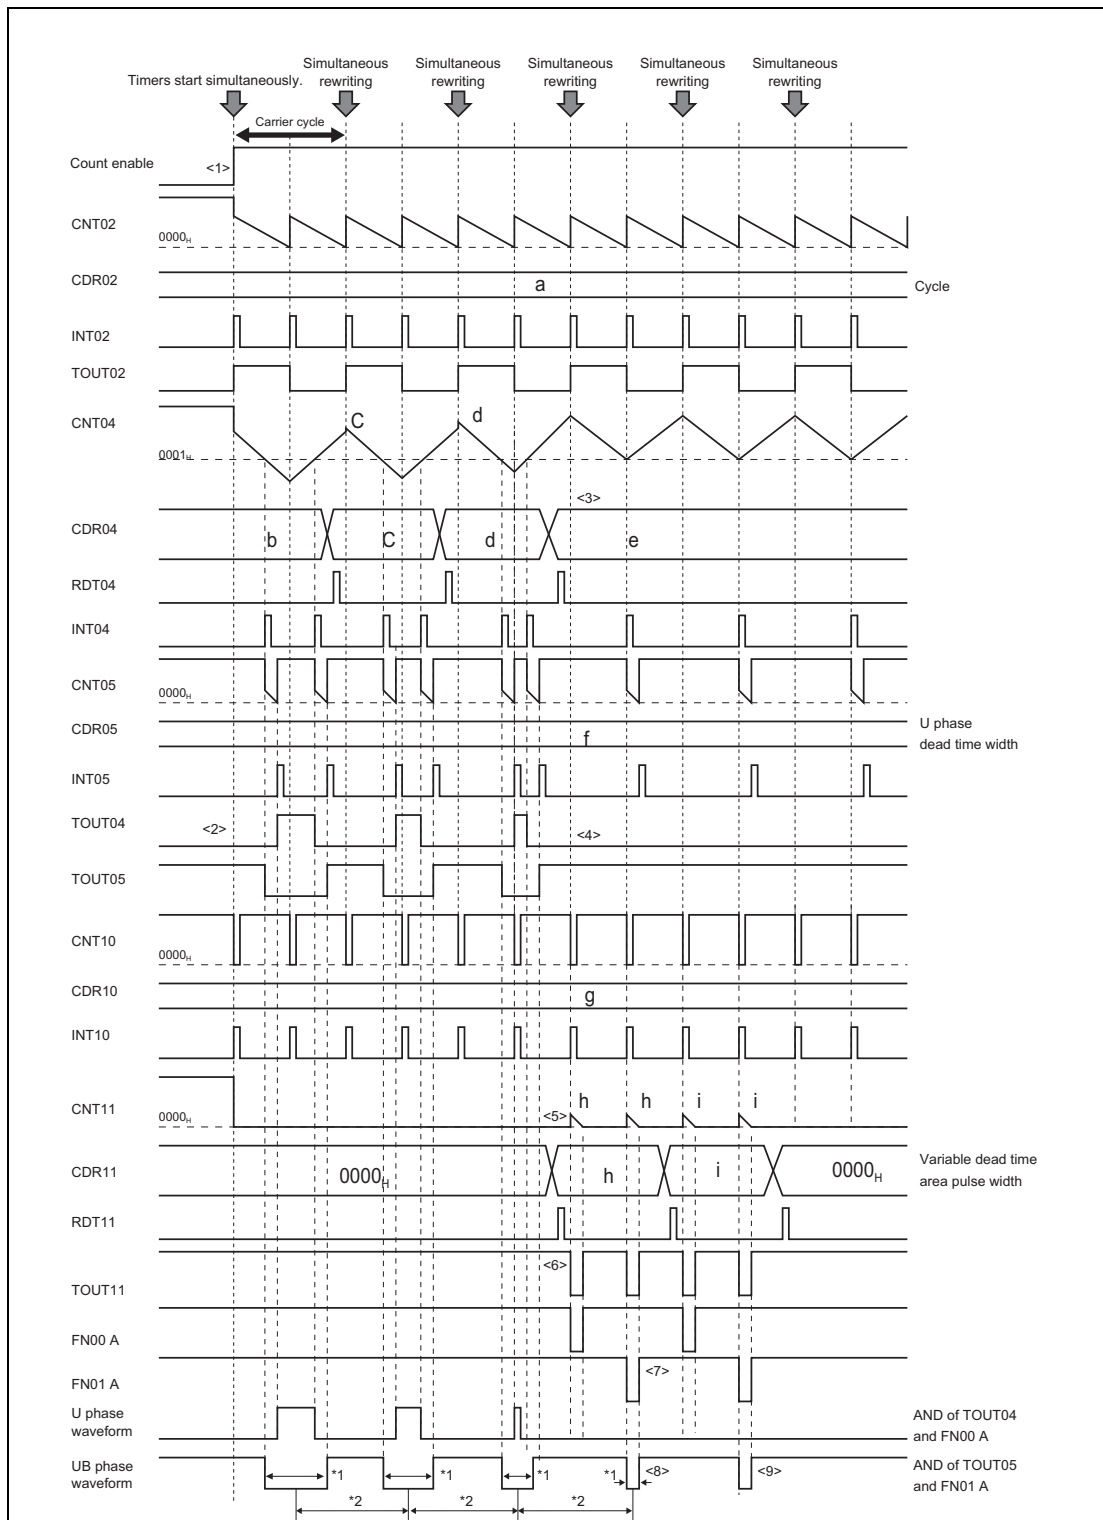 Timers start simultaneously.
Simultaneous
rewriting
Simultaneous
rewriting
Simultaneous
rewriting
Simultaneous
rewriting
Simultaneous
rewriting
Carrier cycle
Count enable
<1>
CNT02
0000H
CDR02
a
Cycle
INT02
TOUT02
CNT04
C
d
0001H
<3>
CDR04
b
C
d
e
RDT04
INT04
CNT05
0000H
CDR05
f
U phase
dead time width
INT05
TOUT04
<2>
<4>
TOUT05
CNT10
0000H
CDR10
g
INT10
CNT11
0000H
<5>
h
h
i
i
CDR11
0000H
h
i
0000H
Variable dead time
area pulse width
RDT11
<6>
TOUT11
FN00 A
FN01 A
<7>
U phase
waveform
AND of TOUT04
and FN00 A
UB phase
waveform
*1
*1
*1
*1
<8>
<9>
AND of TOUT05
and FN01 A
*2
*2
*2